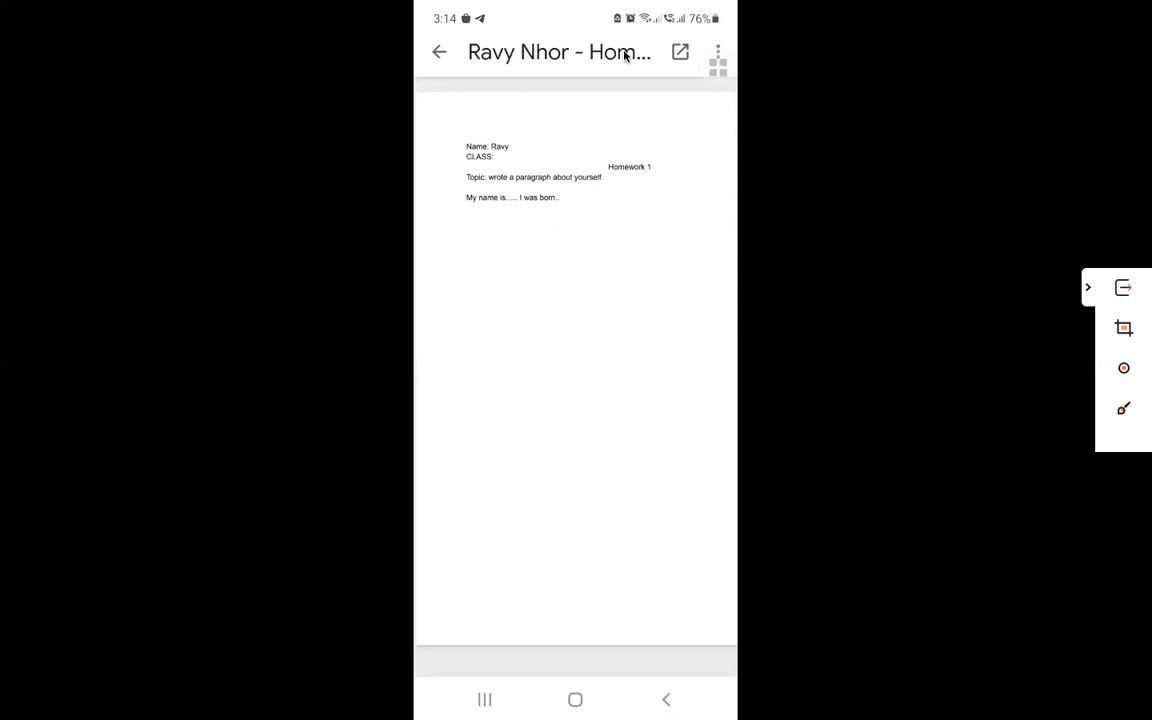 3:14 76%
Ravy Nhor - Hom...
Name: Ravy
CLASS:
Homework 1
Topic: wrote a paragraph about yourself.
My name is..... I was born..